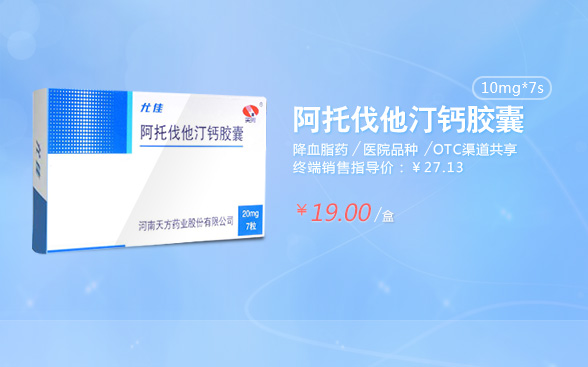 尤佳
阿托伐他汀钙胶囊
河南天方药业股份有限公司
20mg
7粒
10mg*7s
阿托伐他汀钙胶囊
降血脂药／医院品种／OTC渠道共享
终端销售指导价：￥27.13
￥19.00／盒